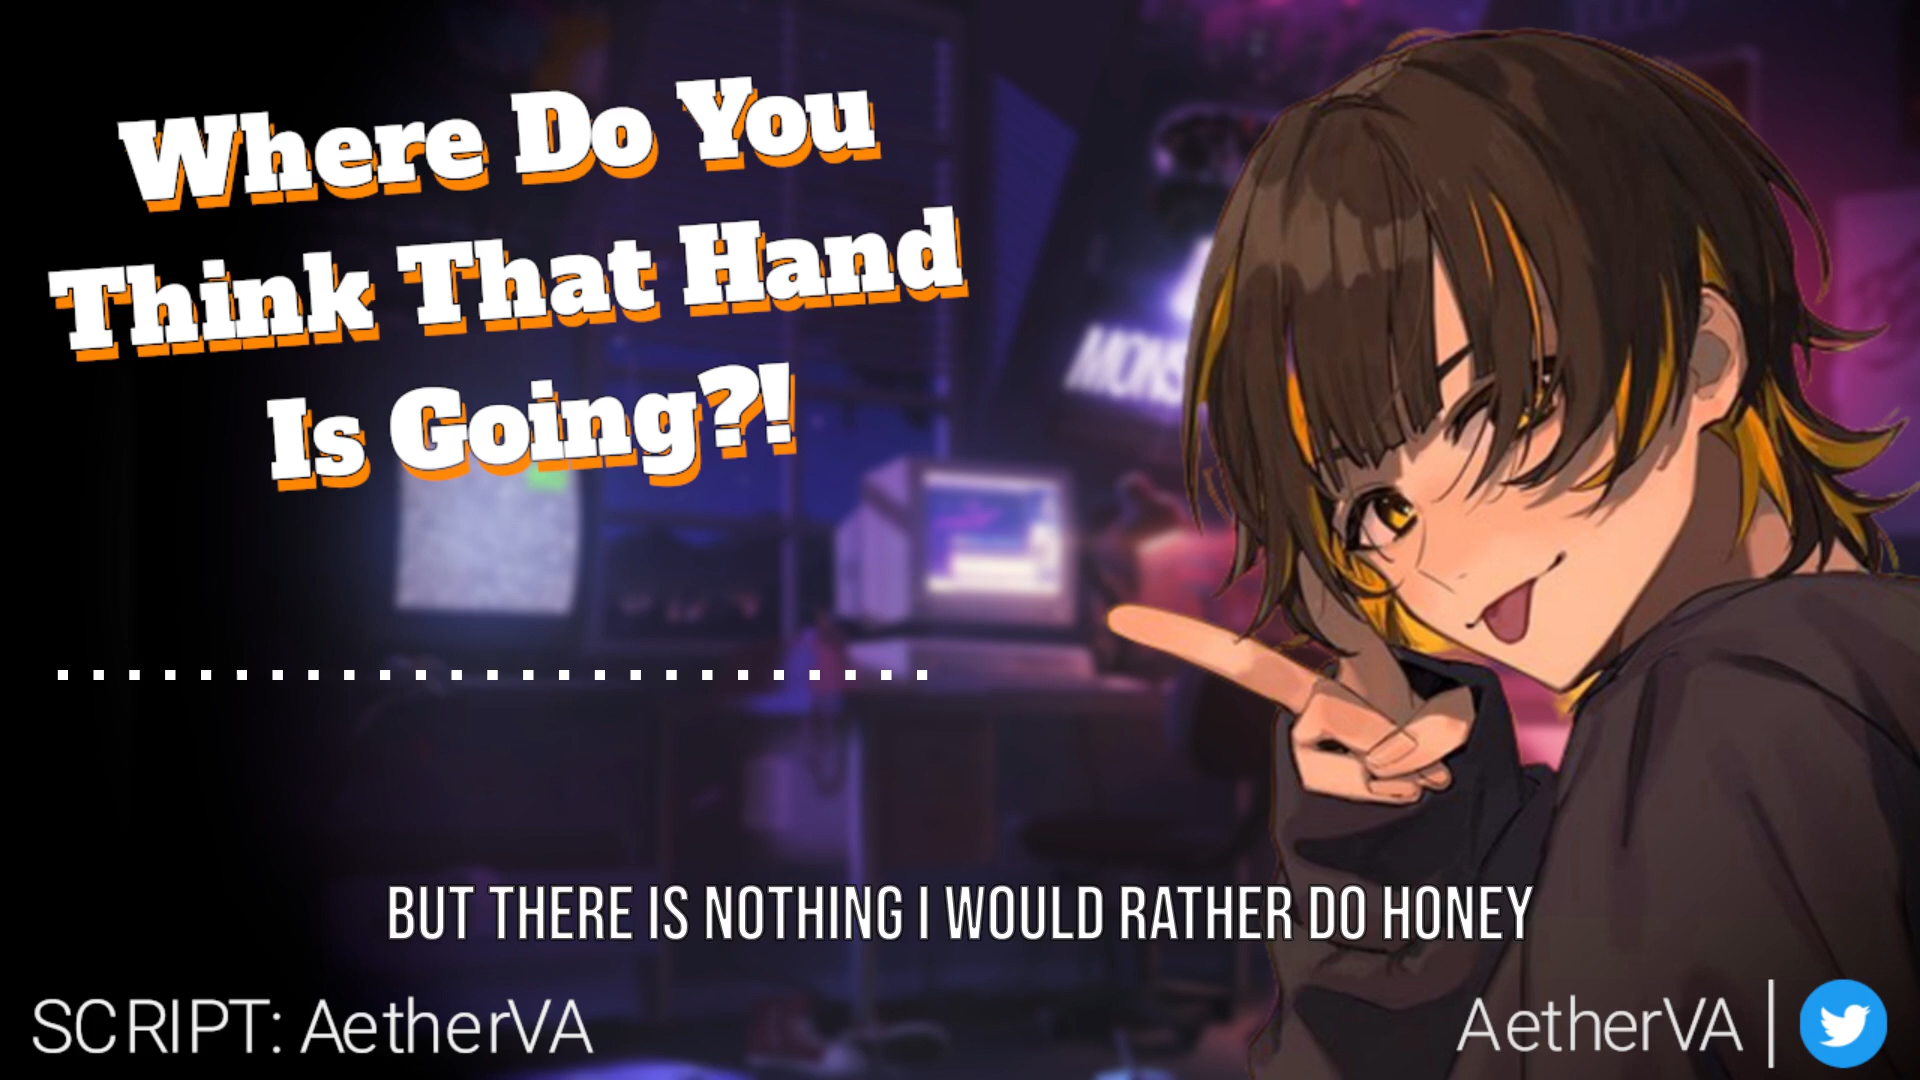 Where Do You
Think That Hand
Is Going?!
MONS
BUT THERE IS NOTHING I WOULD RATHER DO HONEY
SCRIPT: AetherVA
AetherVA